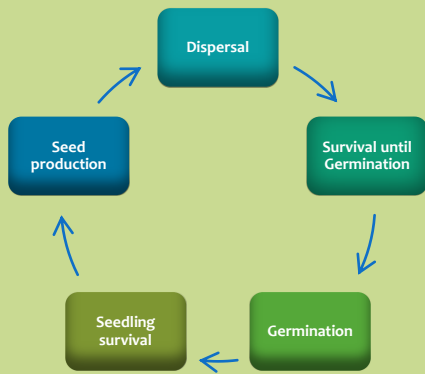 Dispersal
Survival until
Germination
Germination
Seedling
survival
Seed
production